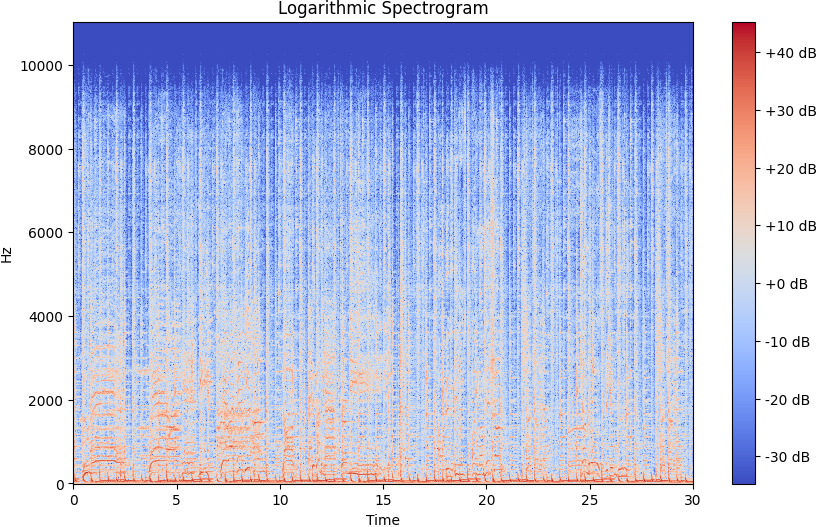 Logarithmic Spectrogram
Hz
10000
8000
6000
4000
2000
0
0 5 10 15 20 25 30
Time
+40 dB
+30 dB
+20 dB
+10 dB
+0 dB
-10 dB
-20 dB
-30 dB